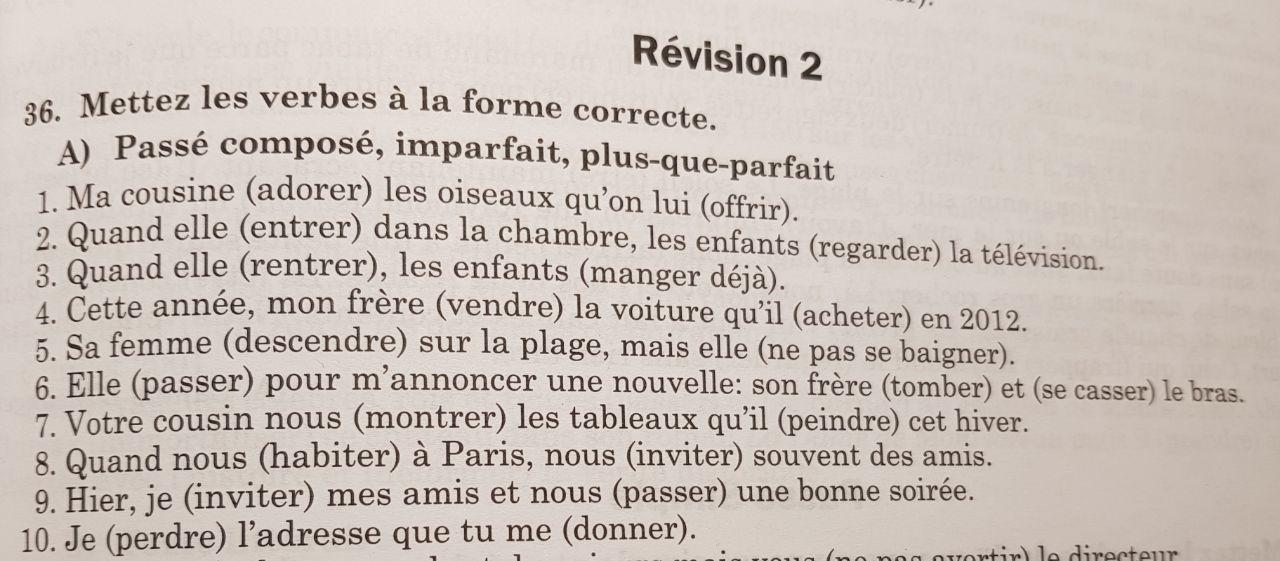 Révision 2
36. Mettez les verbes à la forme correcte.
A) Passé composé, imparfait, plus-que-parfait
1. Ma cousine (adorer) les oiseaux qu'on lui (offrir).
2. Quand elle (entrer) dans la chambre, les enfants (regarder) la télévision.
3. Quand elle (rentrer), les enfants (manger déjà).
4. Cette année, mon frère (vendre) la voiture qu'il (acheter) en 2012.
5. Sa femme (descendre) sur la plage, mais elle (ne pas se baigner).
6. Elle (passer) pour m'annoncer une nouvelle: son frère (tomber) et (se casser) le bras.
7. Votre cousin nous (montrer) les tableaux qu'il (peindre) cet hiver.
8. Quand nous (habiter) à Paris, nous (inviter) souvent des amis.
9. Hier, je (inviter) mes amis et nous (passer) une bonne soirée.
10. Je (perdre) l'adresse que tu me (donner).
(ne pas avertir) le directeur